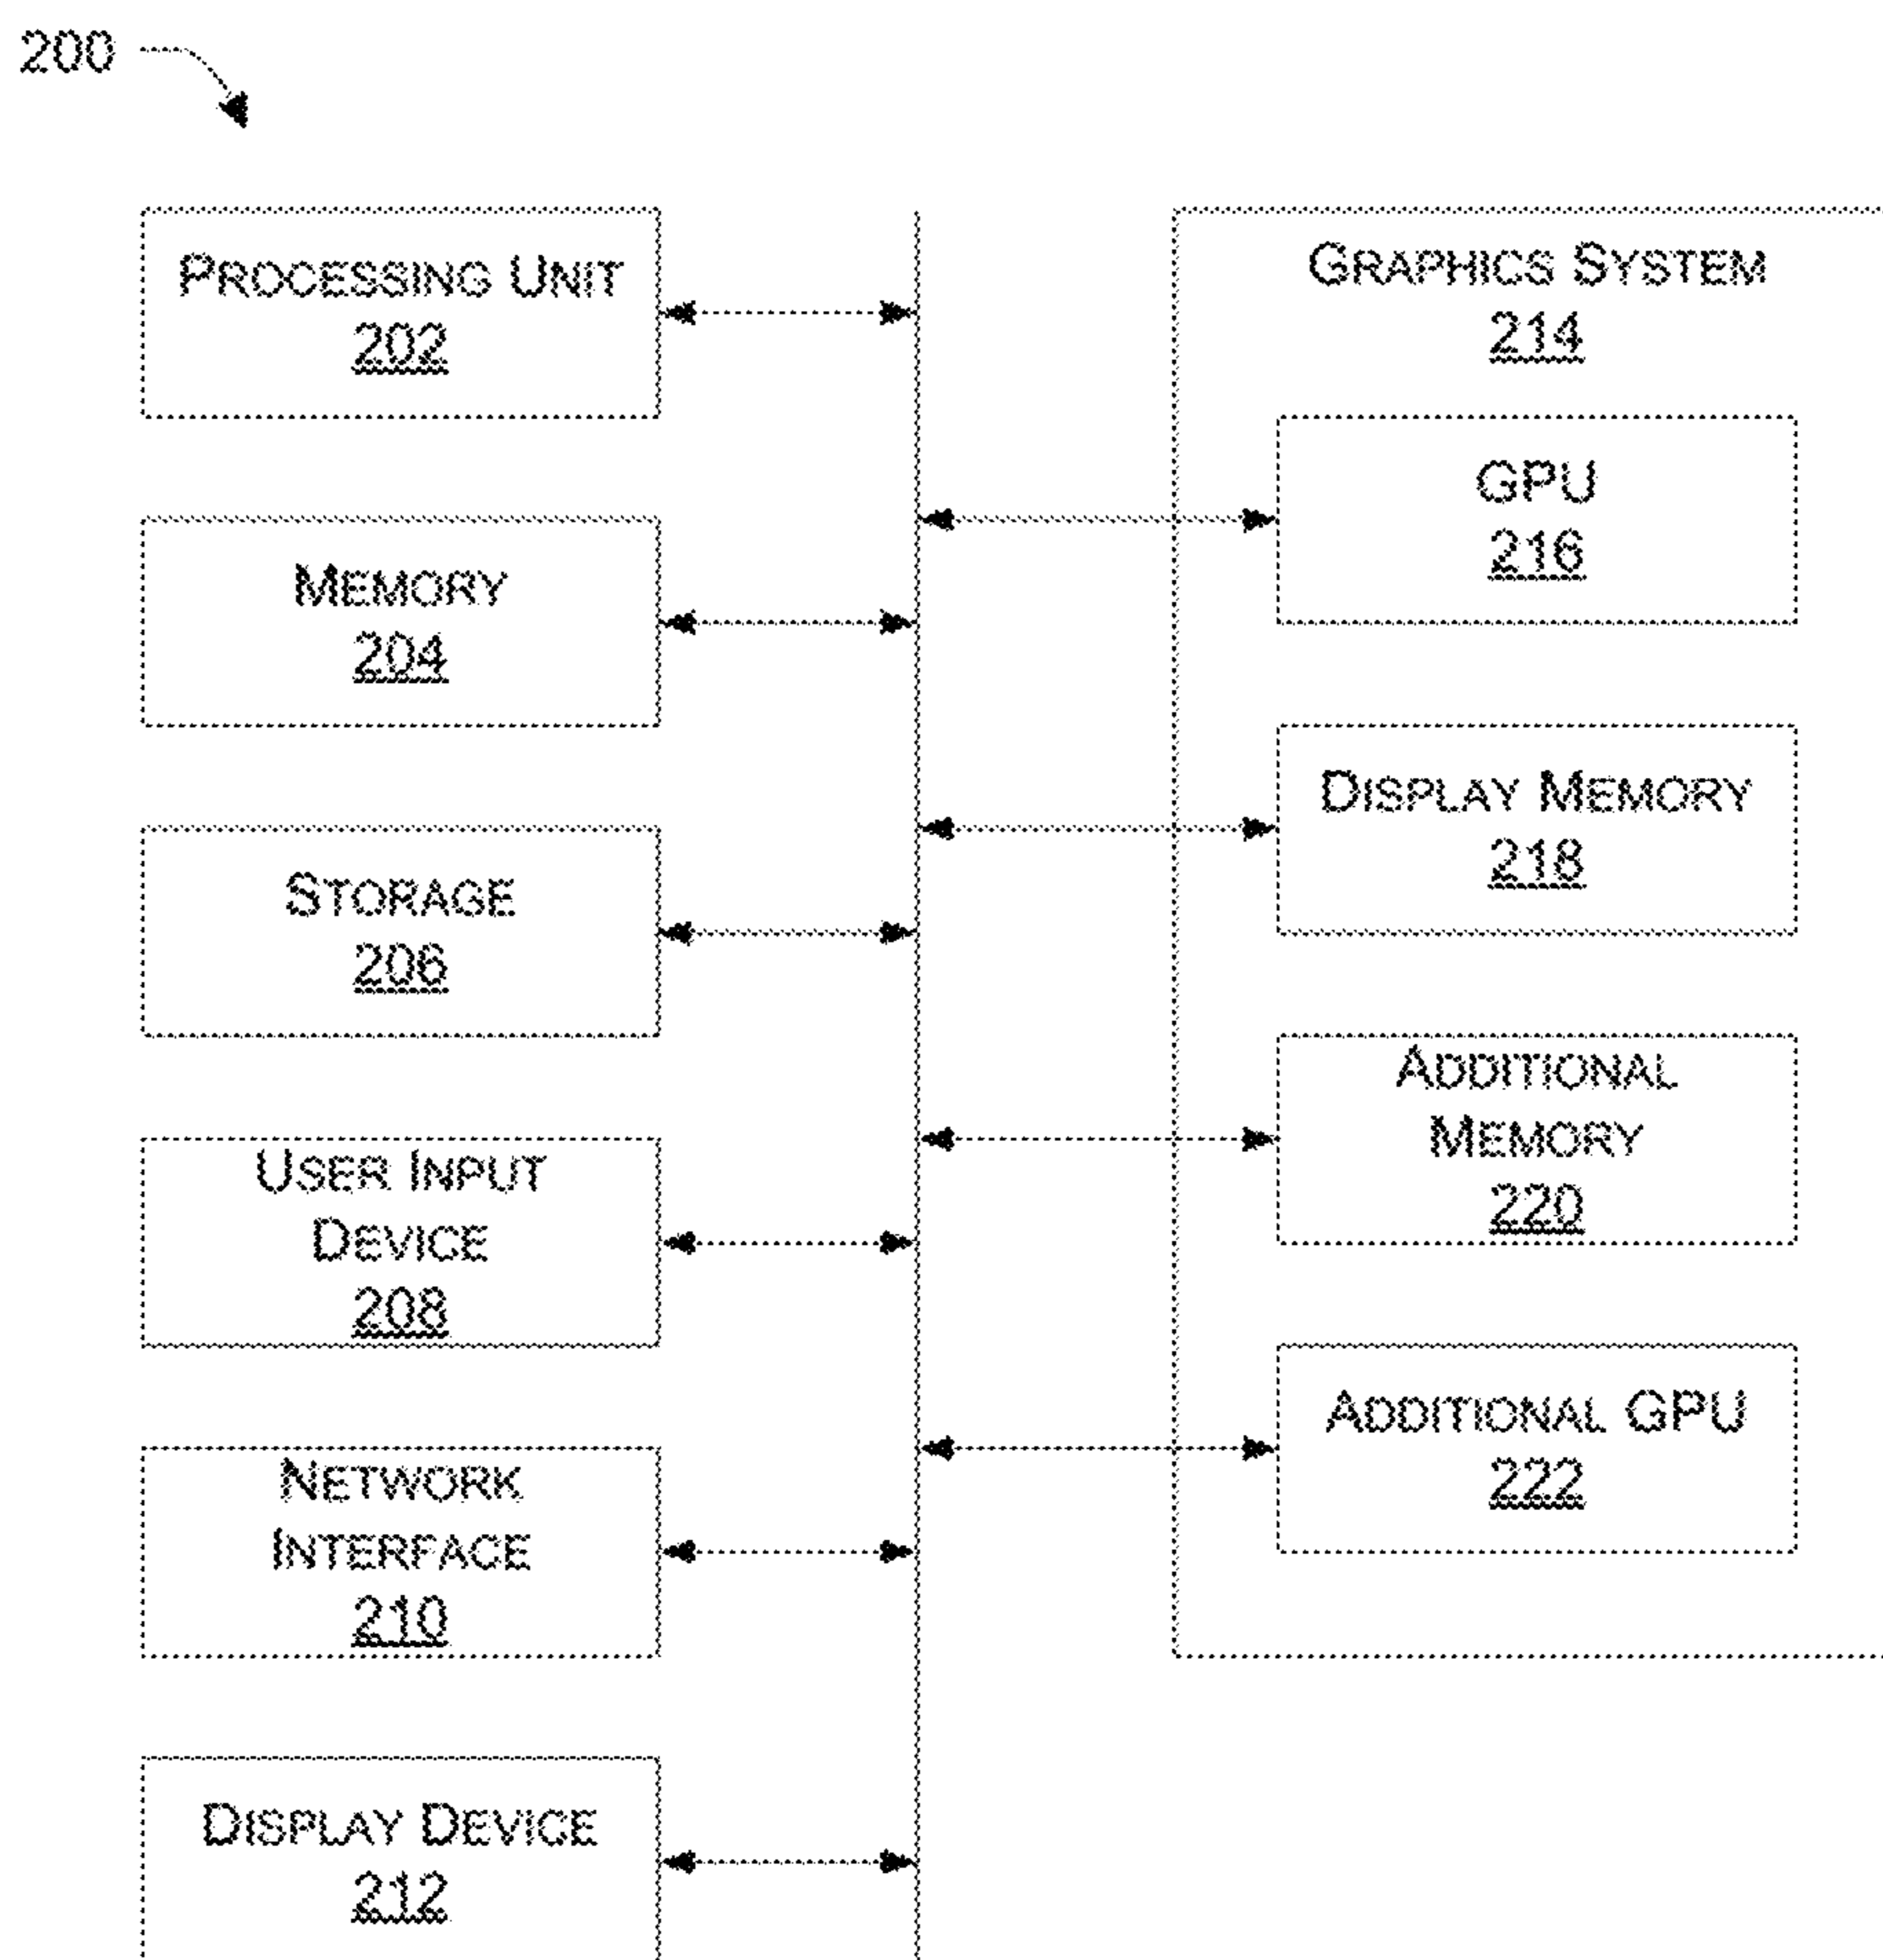 200
PROCESSING UNIT
202
MEMORY
204
STORAGE
206
USER INPUT
DEVICE
208
NETWORK
INTERFACE
210
DISPLAY DEVICE
212
GRAPHICS SYSTEM
214
GPU
216
DISPLAY MEMORY
218
ADDITIONAL
MEMORY
220
ADDITIONAL GPU
222